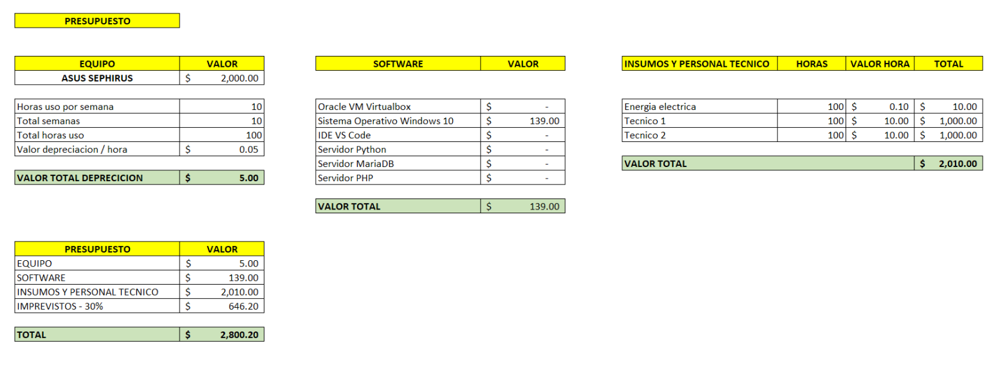 PRESUPUESTO
EQUIPO VALOR
ASUS SEPHIRUS $ 2,000.00
Horas uso por semana 10
Total semanas 10
Total horas uso 100
Valor depreciacion / hora $ 0.05
VALOR TOTAL DEPRECICION $ 5.00
SOFTWARE VALOR
Oracle VM Virtualbox $ -
Sistema Operativo Windows 10 $ 139.00
IDE VS Code $ -
Servidor Python $ -
Servidor MariaDB $ -
Servidor PHP $ -
VALOR TOTAL $ 139.00
INSUMOS Y PERSONAL TECNICO HORAS VALOR HORA TOTAL
Energia electrica 100 $ 0.10 $ 10.00
Tecnico 1 100 $ 10.00 $ 1,000.00
Tecnico 2 100 $ 10.00 $ 1,000.00
VALOR TOTAL $ 2,010.00
PRESUPUESTO VALOR
EQUIPO $ 5.00
SOFTWARE $ 139.00
INSUMOS Y PERSONAL TECNICO $ 2,010.00
IMPREVISTOS - 30% $ 646.20
TOTAL $ 2,800.20